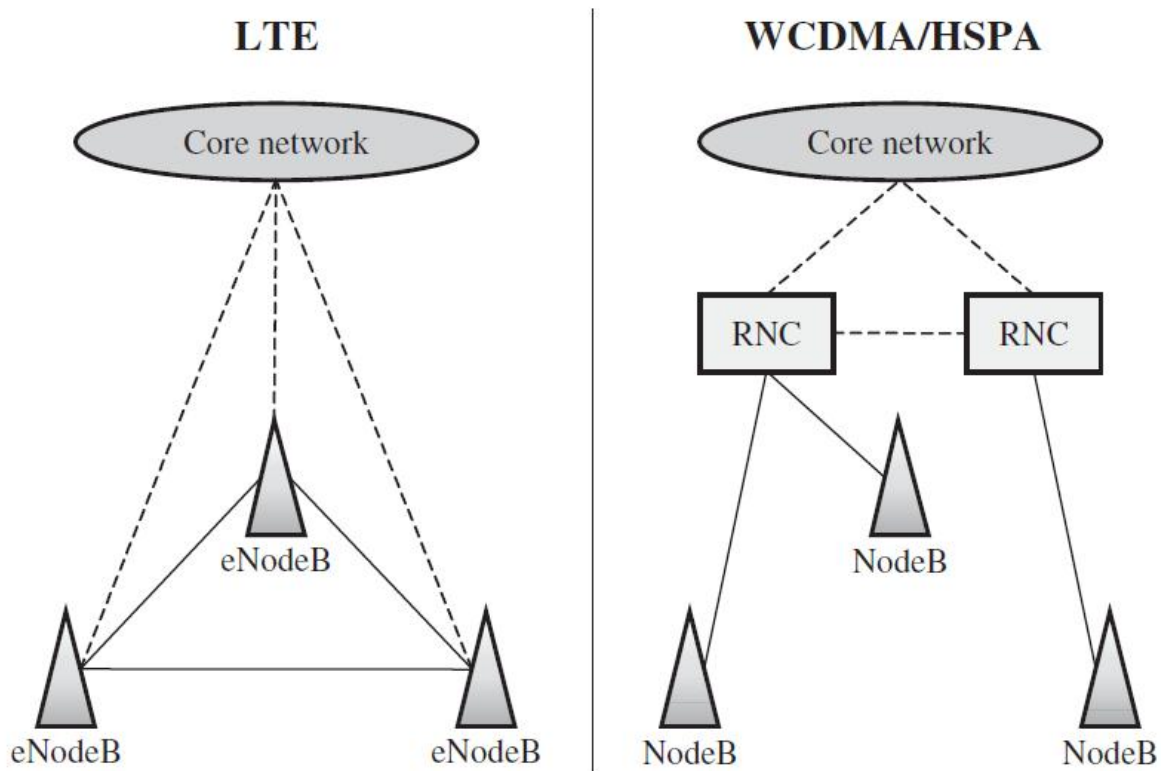 LTE
Core network
eNodeB
eNodeB
eNodeB
WCDMA/HSPA
Core network
RNC
RNC
NodeB
NodeB
NodeB